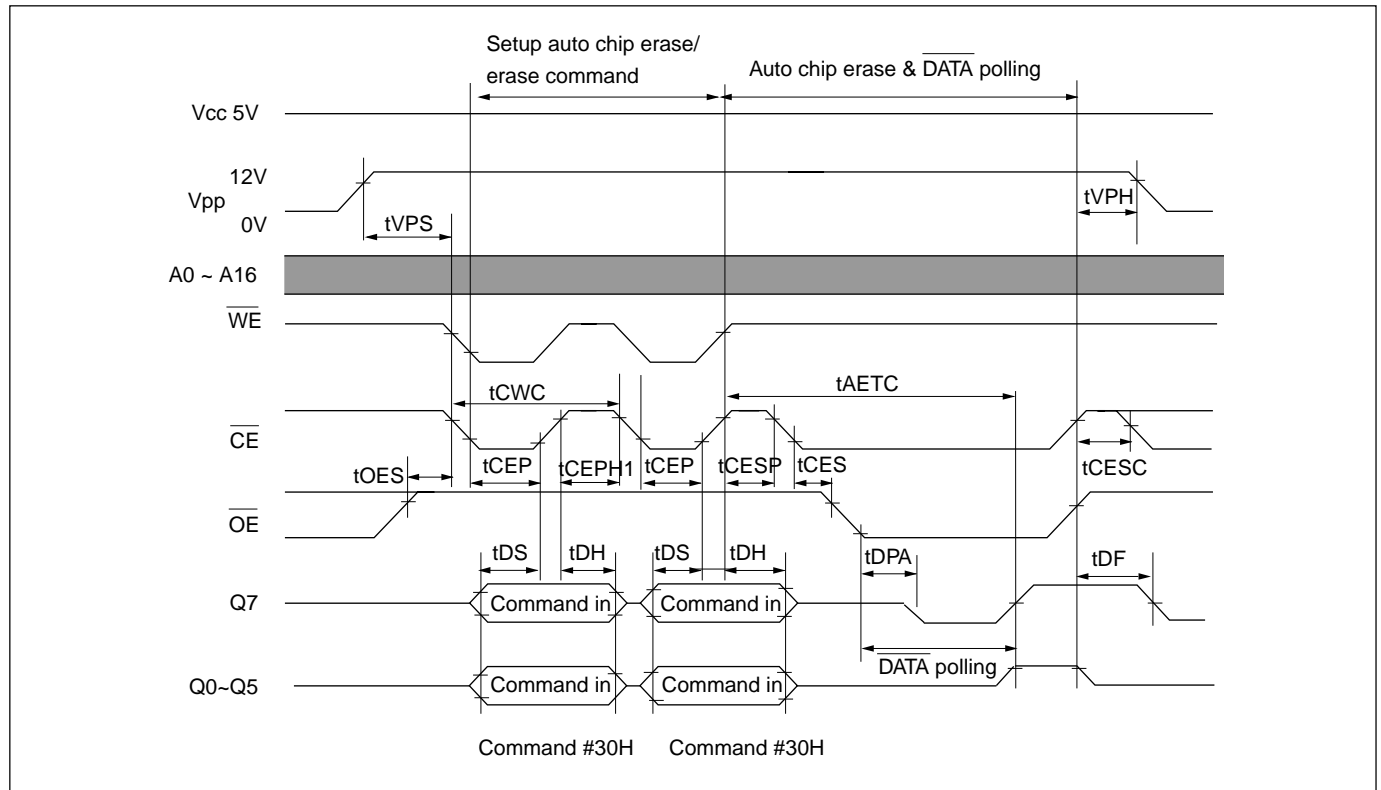 Setup auto chip erase/
erase command
Auto chip erase & DATA polling
Vcc 5V
12V
Vpp
0V
tVPS
tVPH
A0 ~ A16
WE
tCWC
tAETC
CE
tOES
tCEP
tCEPH1
tCEP
tCESP
tCES
tCESC
OE
tDS
tDH
tDS
tDH
tDPA
tDF
Q7
Command in
Command in
DATA polling
Q0~Q5
Command in
Command in
Command #30H
Command #30H